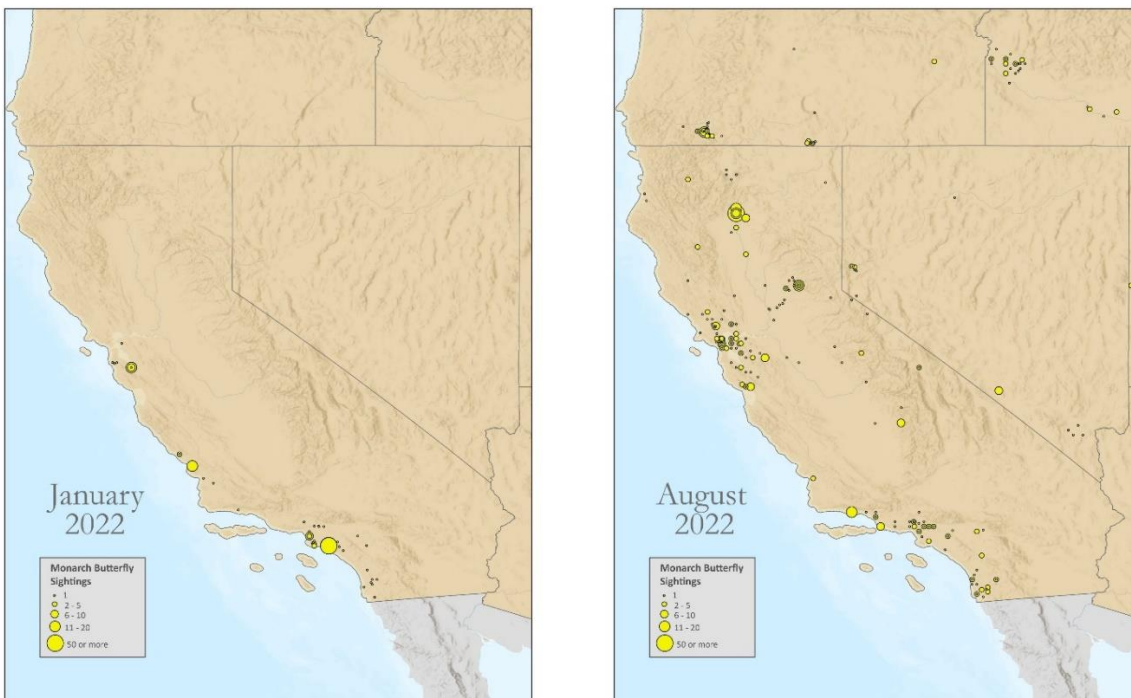 January
2022
Monarch Butterfly
Sightings
1
2 - 5
6 - 10
11 - 20
50 or more
August
2022
Monarch Butterfly
Sightings
1
2 - 5
6 - 10
11 - 20
50 or more